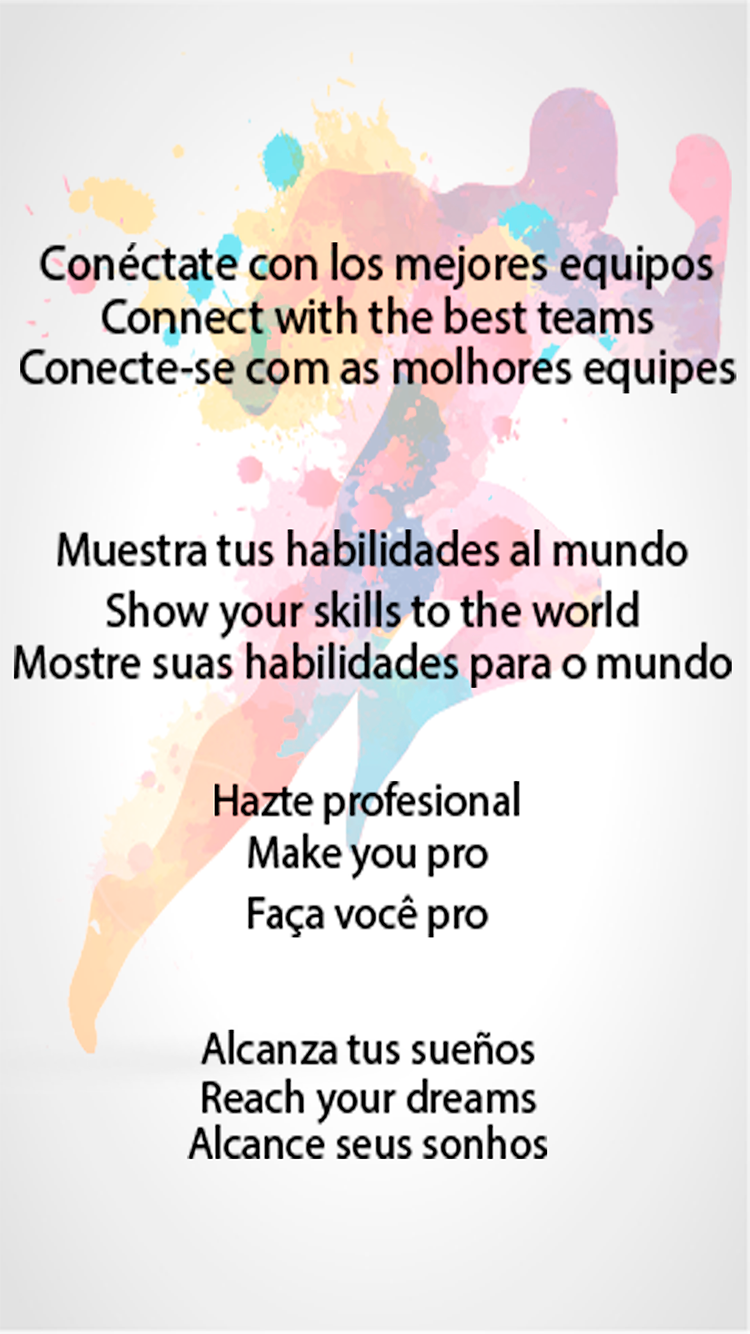 Conéctate con los mejores equipos
Connect with the best teams
Conecte-se com as molhores equipes
Muestra tus habilidades al mundo
Show your skills to the world
Mostre suas habilidades para o mundo
Hazte profesional
Make you pro
Faça você pro
Alcanza tus sueños
Reach your dreams
Alcance seus sonhos